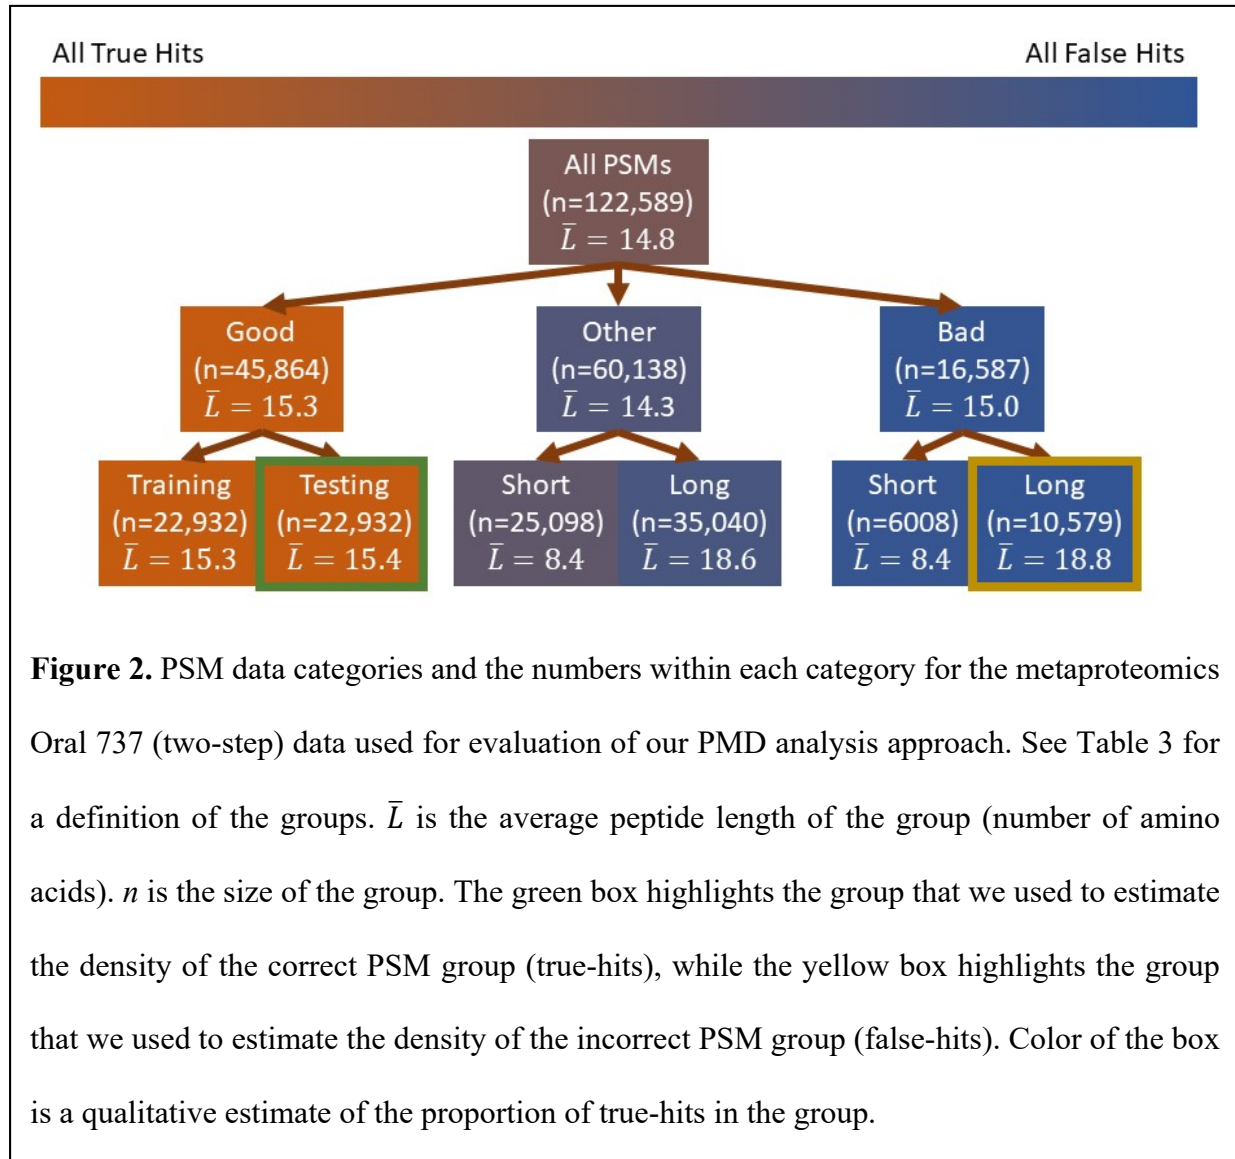 All True Hits
All False Hits
All PSMs
(n=122,589)
L̄ = 14.8
Good
(n=45,864)
L̄ = 15.3
Other
(n=60,138)
L̄ = 14.3
Bad
(n=16,587)
L̄ = 15.0
Training
(n=22,932)
L̄ = 15.3
Testing
(n=22,932)
L̄ = 15.4
Short
(n=25,098)
L̄ = 8.4
Long
(n=35,040)
L̄ = 18.6
Short
(n=6008)
L̄ = 8.4
Long
(n=10,579)
L̄ = 18.8
Figure 2. PSM data categories and the numbers within each category for the metaproteomics
Oral 737 (two-step) data used for evaluation of our PMD analysis approach. See Table 3 for
a definition of the groups. L̄ is the average peptide length of the group (number of amino
acids). n is the size of the group. The green box highlights the group that we used to estimate
the density of the correct PSM group (true-hits), while the yellow box highlights the group
that we used to estimate the density of the incorrect PSM group (false-hits). Color of the box
is a qualitative estimate of the proportion of true-hits in the group.